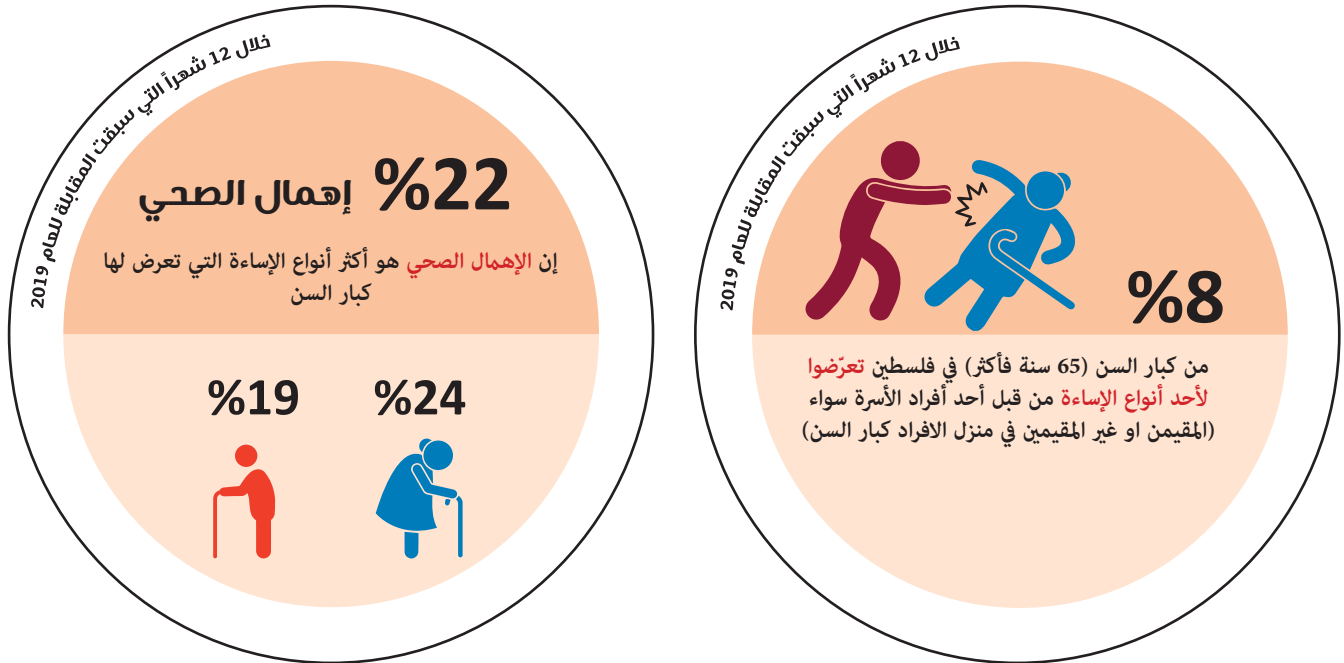 خلال 12 شهراً التي سبقت المقابلة للعام 2019
%8
من كبار السن (65 سنة فأكثر) في فلسطين تعرّضوا
لأحد أنواع الإساءة من قبل أحد أفراد الأسرة سواء
(المقيمن او غير المقيمين في منزل الافراد كبار السن)
خلال 12 شهراً التي سبقت المقابلة للعام 2019
%22 إهمال الصحي
إن الإهمال الصحي هو أكثر أنواع الإساءة التي تعرض لها
كبار السن
%24
%19